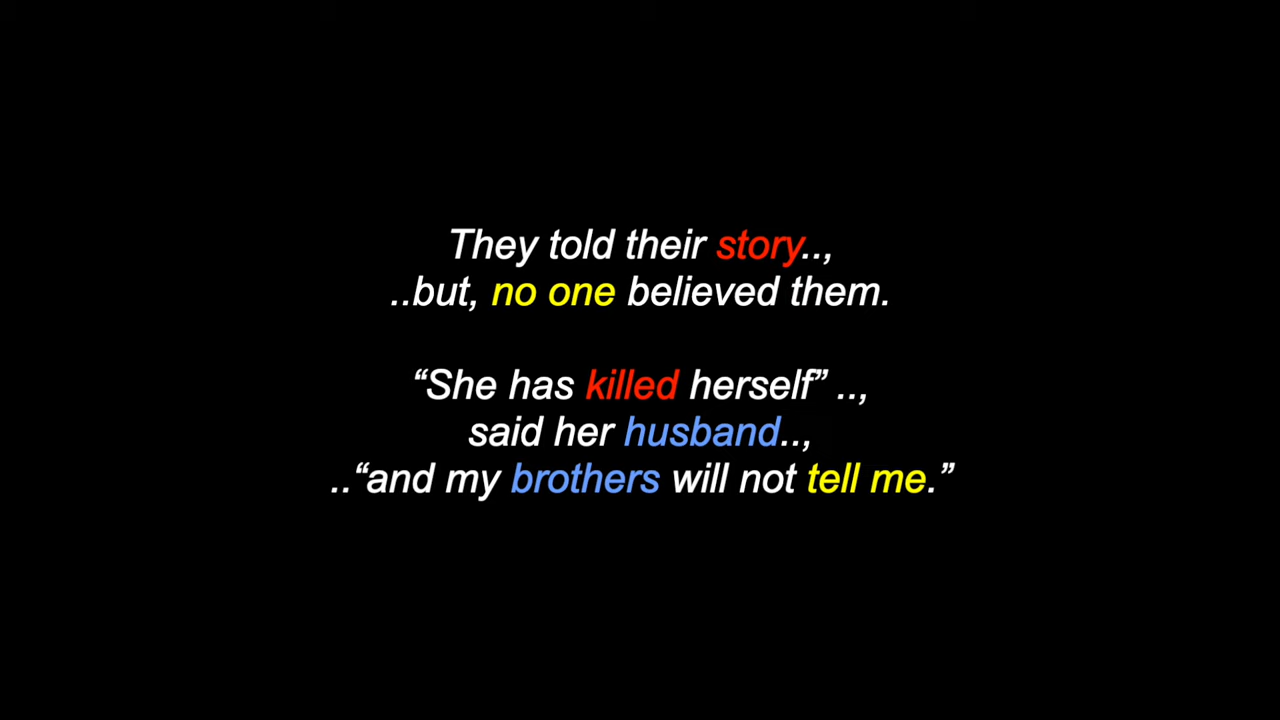 They told their story..,
..but, no one believed them.
“She has killed herself” ..,
said her husband..,
..“and my brothers will not tell me.”